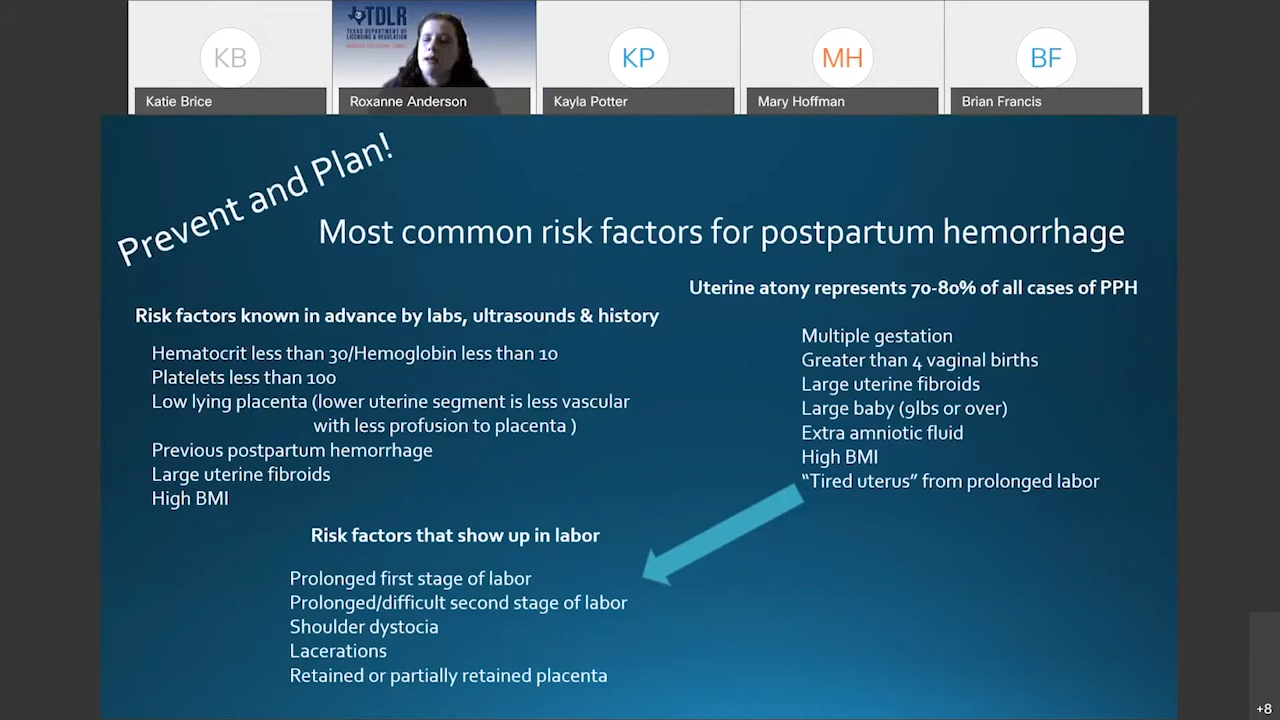 KB
TDLR
TEXAS DEPARTMENT OF
LICENSING & REGULATION
KP
MH
BF
Katie Brice
Roxanne Anderson
Kayla Potter
Mary Hoffman
Brian Francis
Prevent and Plan!
Most common risk factors for postpartum hemorrhage
Uterine atony represents 70-80% of all cases of PPH
Risk factors known in advance by labs, ultrasounds & history
Hematocrit less than 30/Hemoglobin less than 10
Platelets less than 100
Low lying placenta (lower uterine segment is less vascular
with less profusion to placenta )
Previous postpartum hemorrhage
Large uterine fibroids
High BMI
Multiple gestation
Greater than 4 vaginal births
Large uterine fibroids
Large baby (9lbs or over)
Extra amniotic fluid
High BMI
“Tired uterus” from prolonged labor
Risk factors that show up in labor
Prolonged first stage of labor
Prolonged/difficult second stage of labor
Shoulder dystocia
Lacerations
Retained or partially retained placenta
+8